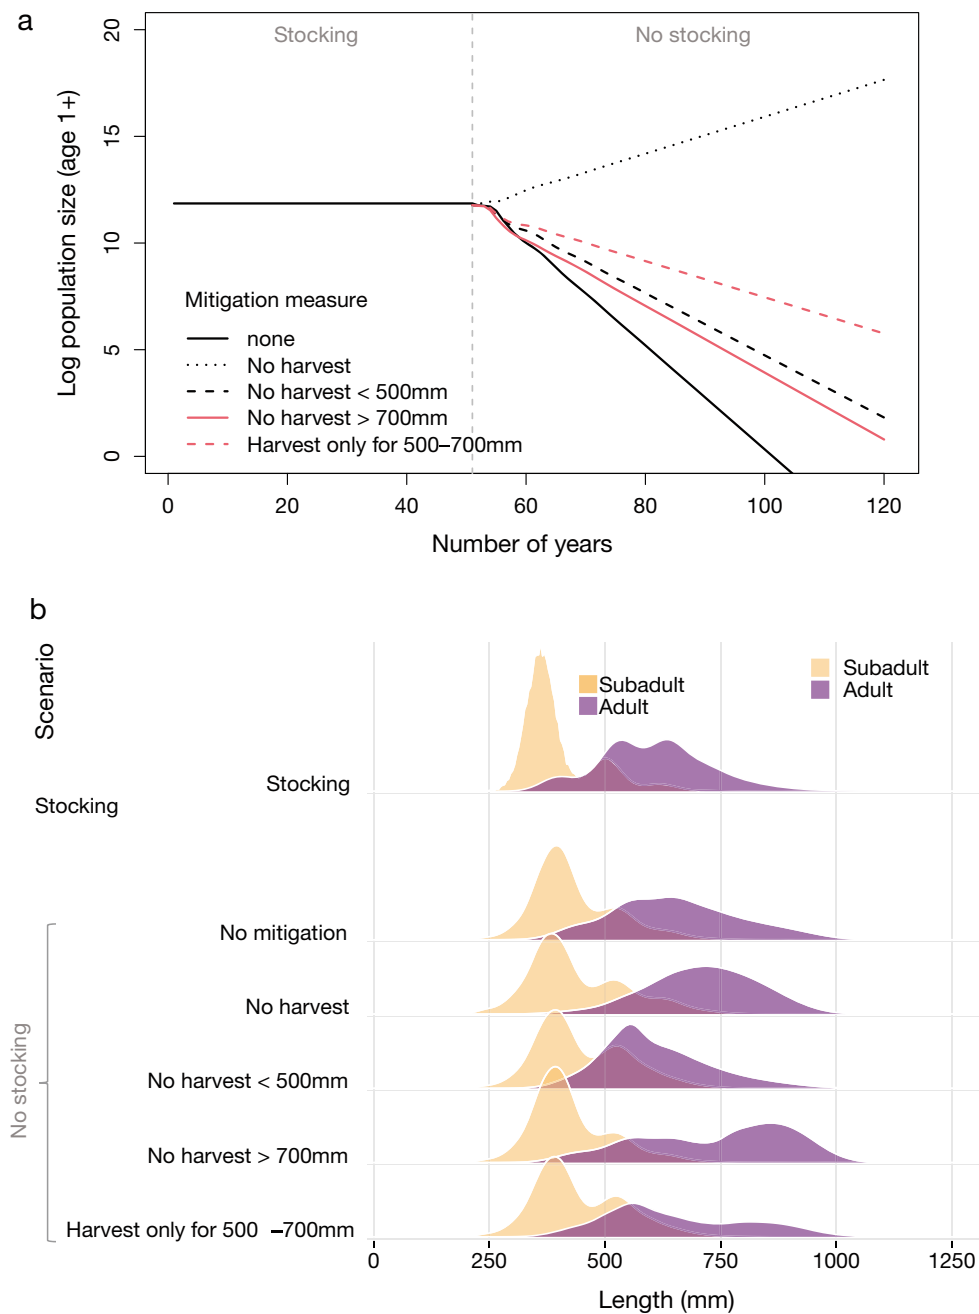 a
Stocking
No stocking
Log population size (age 1+)
20
15
10
5
0
Mitigation measure
none
No harvest
No harvest < 500mm
No harvest > 700mm
Harvest only for 500–700mm
0
20
40
60
80
100
120
Number of years
b
Scenario
Subadult
Adult
Subadult
Adult
Stocking
Stocking
No stocking
No mitigation
No harvest
No harvest < 500mm
No harvest > 700mm
Harvest only for 500 –700mm
0
250
500
750
1000
1250
Length (mm)